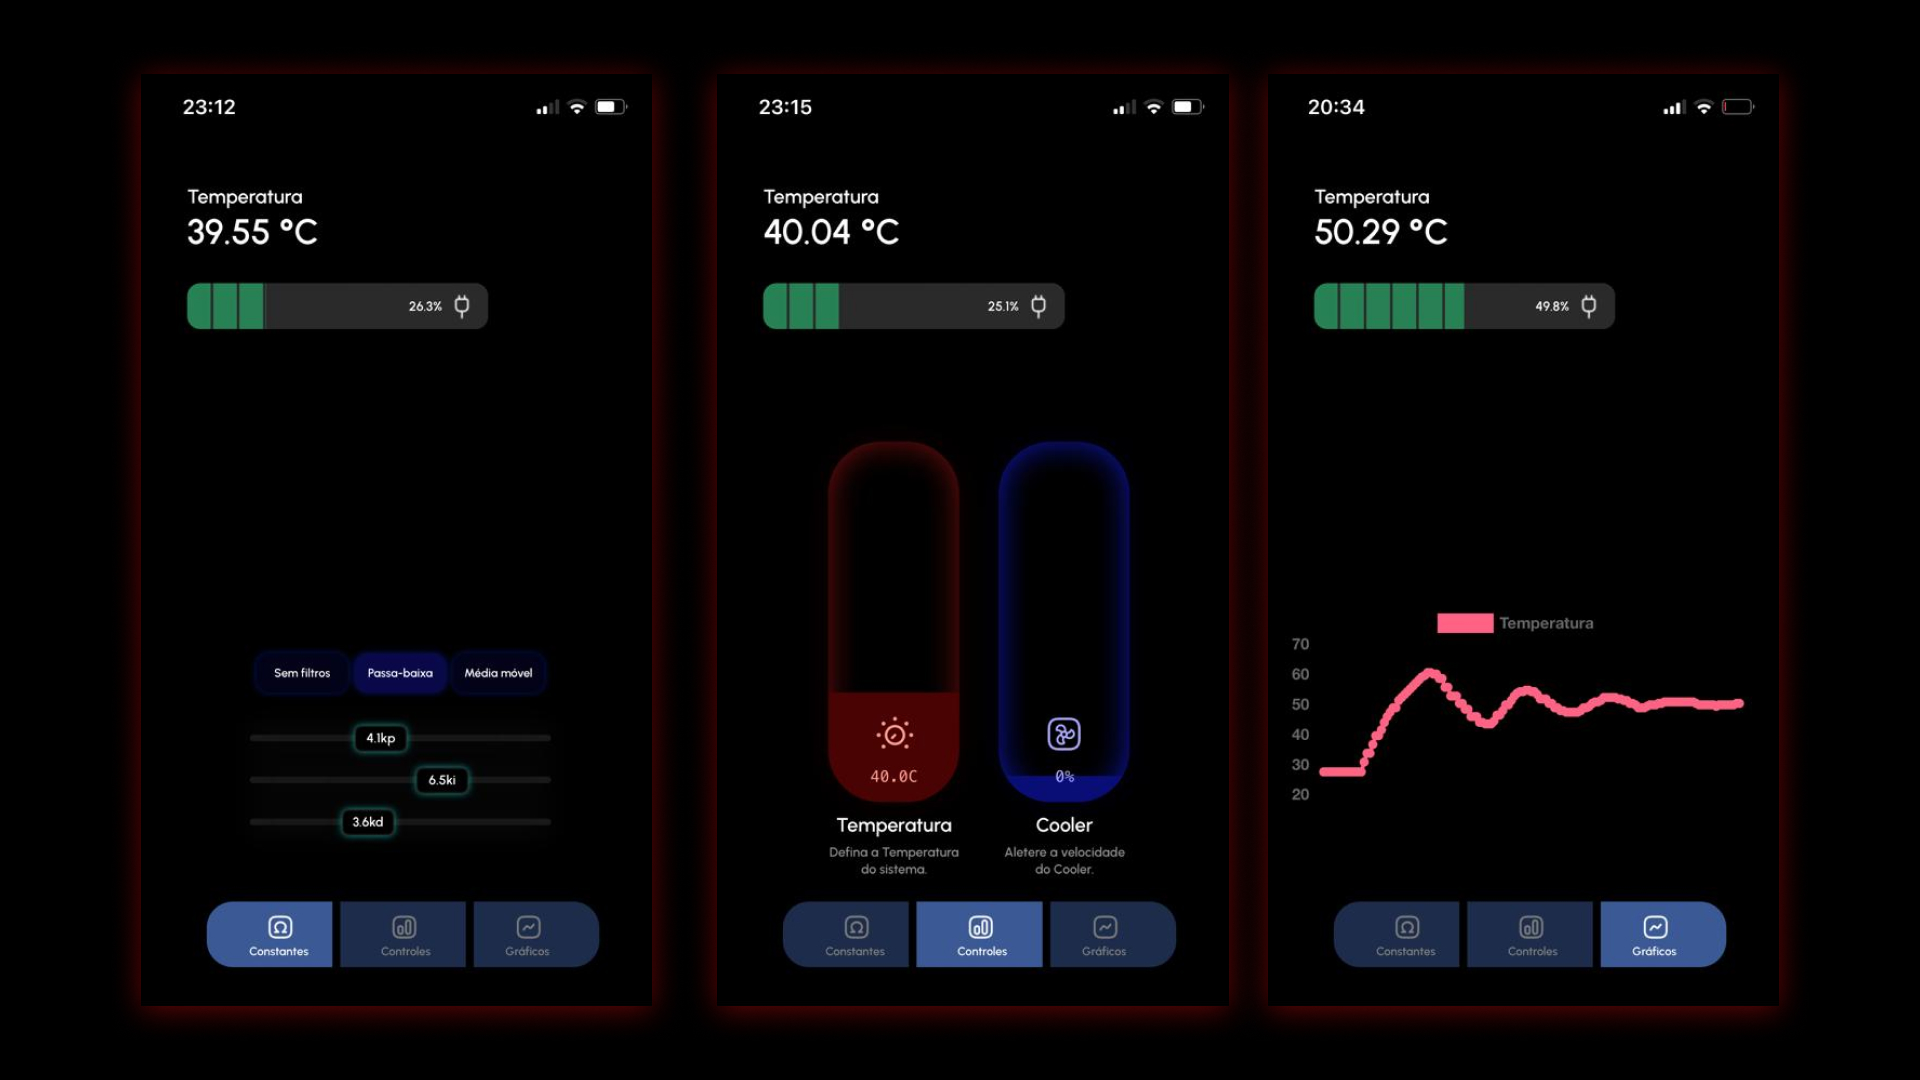 23:12
Temperatura
39.55 °C
26.3%
Sem filtros
Passa-baixa
Média móvel
4.1kp
6.5ki
3.6kd
Constantes
Controles
Gráficos
23:15
Temperatura
40.04 °C
25.1%
40.0C
0%
Temperatura
Defina a Temperatura
do sistema.
Cooler
Aletere a velocidade
do Cooler.
Constantes
Controles
Gráficos
20:34
Temperatura
50.29 °C
49.8%
Temperatura
70
60
50
40
30
20
Constantes
Controles
Gráficos